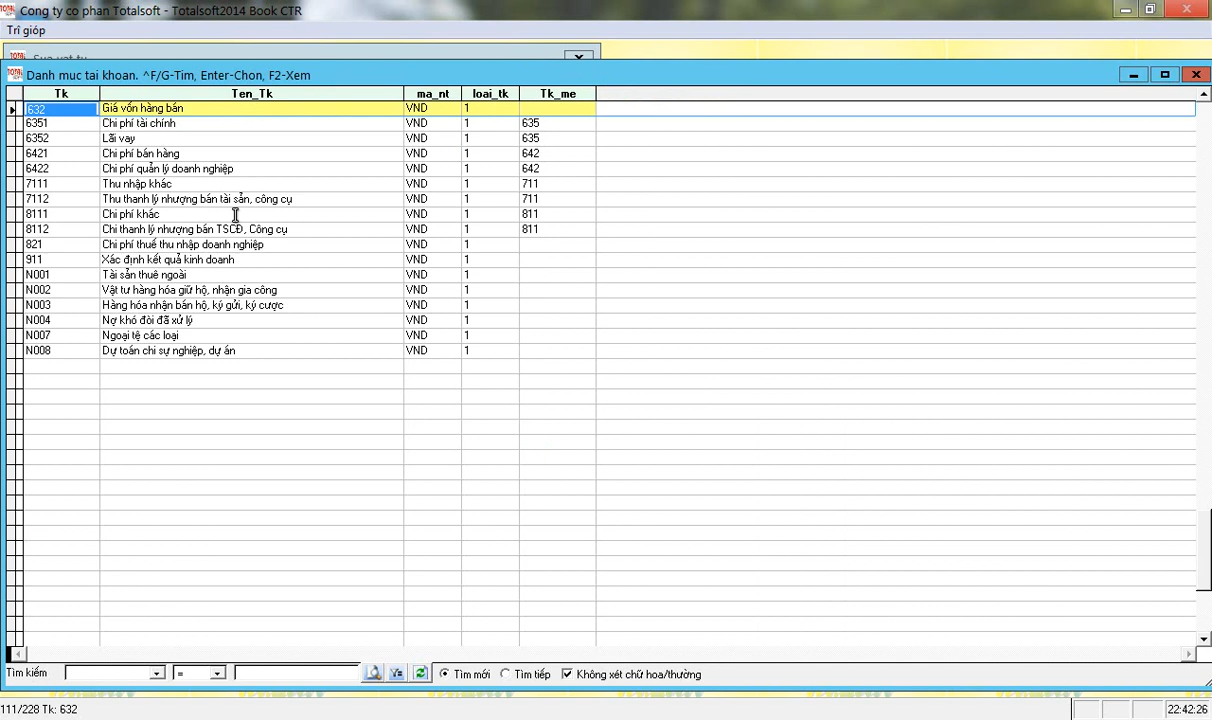 Cong ty co phan Totalsoft - Totalsoft2014 Book CTR
Trî gióp
Danh muc tai khoan. ^F/G-Tim, Enter-Chon, F2-Xem
Tk Ten_Tk ma_nt loai_tk Tk_me
632 Giá vốn hàng bán VND 1
6351 Chi phí tài chính VND 1 635
6352 Lãi vay VND 1 635
6421 Chi phí bán hàng VND 1 642
6422 Chi phí quản lý doanh nghiệp VND 1 642
7111 Thu nhập khác VND 1 711
7112 Thu thanh lý nhượng bán tài sản, công cụ VND 1 711
8111 Chi phí khác VND 1 811
8112 Chi thanh lý nhượng bán TSCĐ, Công cụ VND 1 811
821 Chi phí thuế thu nhập doanh nghiệp VND 1
911 Xác định kết quả kinh doanh VND 1
N001 Tài sản thuê ngoài VND 1
N002 Vật tư hàng hóa giữ hộ, nhận gia công VND 1
N003 Hàng hóa nhận bán hộ, ký gửi, ký cược VND 1
N004 Nợ khó đòi đã xử lý VND 1
N007 Ngoại tệ các loại VND 1
N008 Dự toán chi sự nghiệp, dự án VND 1
Tìm kiếm = Tìm mới Tìm tiếp Không xét chữ hoa/thường
111/228 Tk: 632 22:42:26